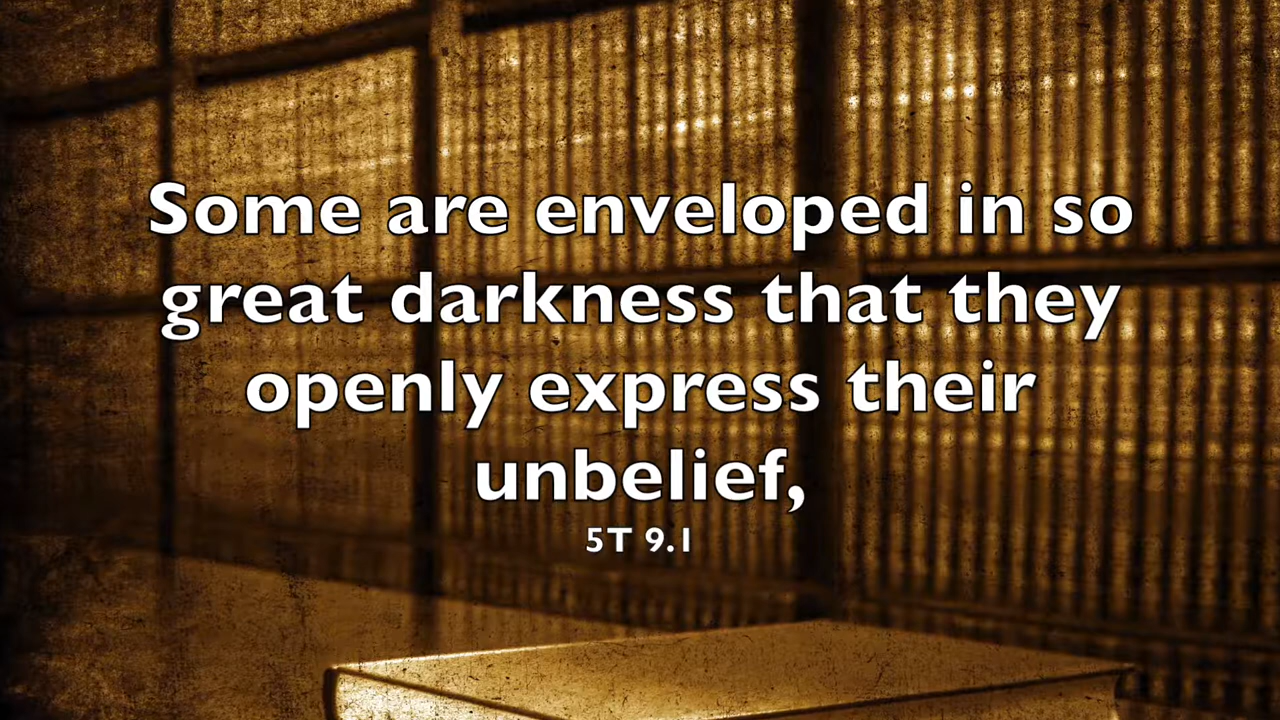 Some are enveloped in so
great darkness that they
openly express their
unbelief,
5T 9.1